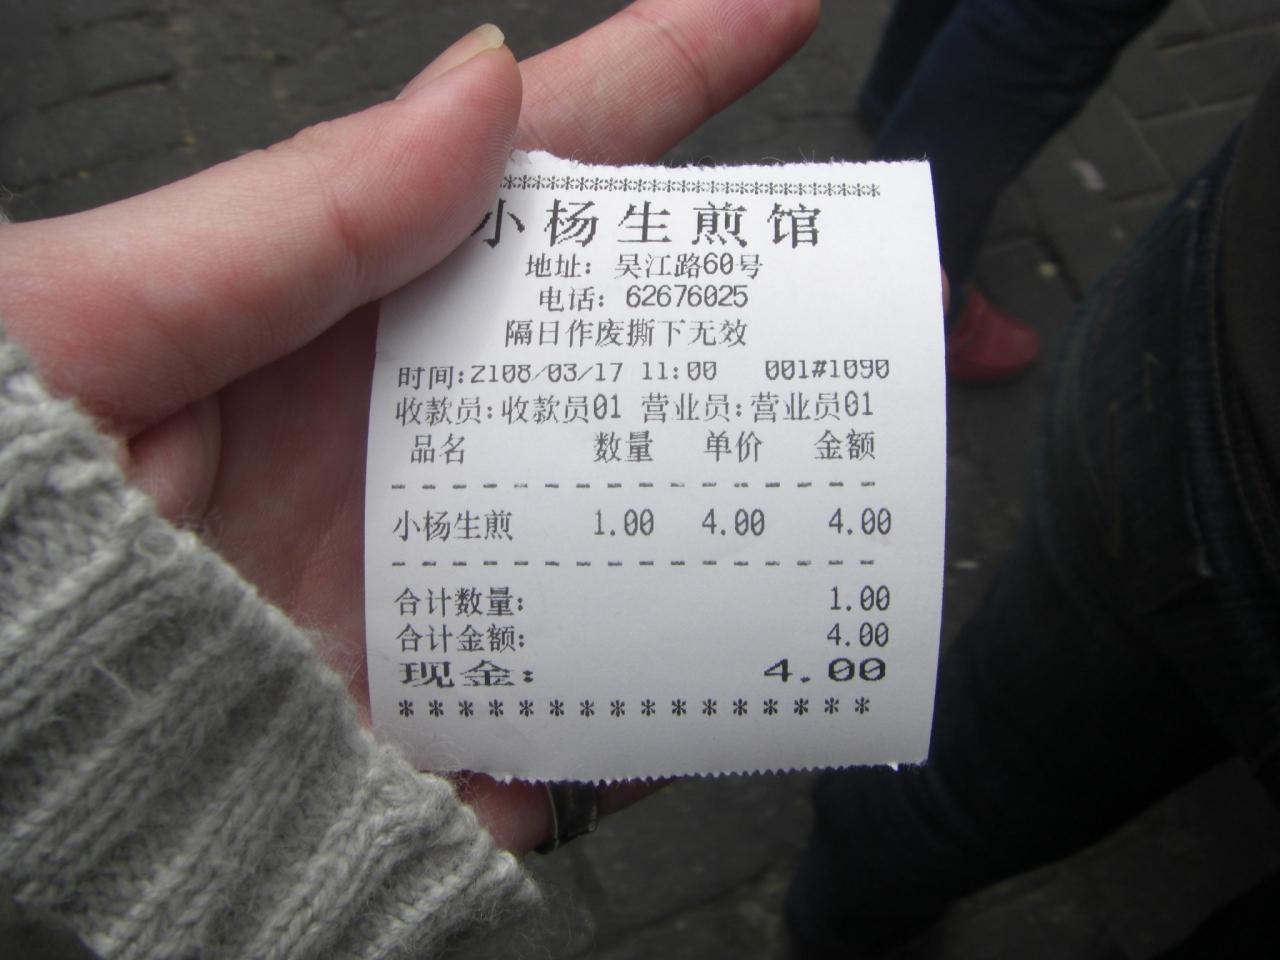 ******************************
小杨生煎馆
地址：吴江路60号
电话：62676025
隔日作废撕下无效
时间:2108/03/17 11:00 001#1090
收款员:收款员01 营业员:营业员01
品名 数量 单价 金额
- - - - - - - - - - - - - - - -
小杨生煎 1.00 4.00 4.00
- - - - - - - - - - - - - - - -
合计数量: 1.00
合计金额: 4.00
现金: 4.00
* * * * * * * * * * * * * * * *